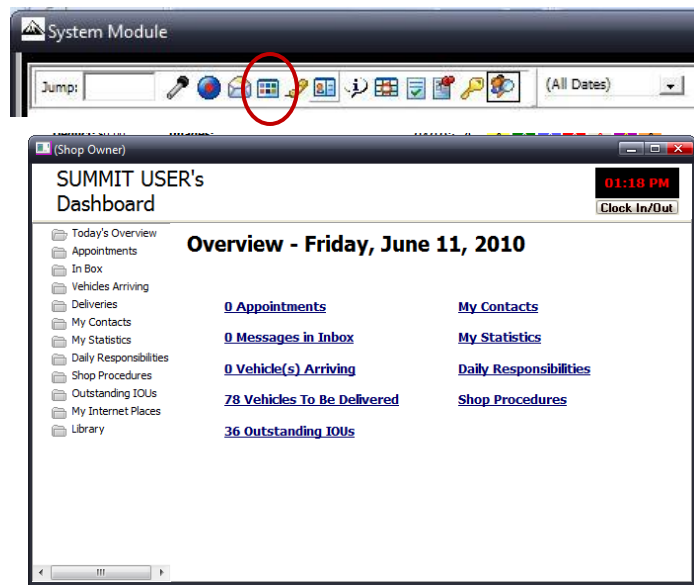 System Module
Jump:
(All Dates)
(Shop Owner)
SUMMIT USER's
Dashboard
01:18 PM
Clock In/Out
Today's Overview
Appointments
In Box
Vehicles Arriving
Deliveries
My Contacts
My Statistics
Daily Responsibilities
Shop Procedures
Outstanding IOUs
My Internet Places
Library
Overview - Friday, June 11, 2010
0 Appointments
My Contacts
0 Messages in Inbox
My Statistics
0 Vehicle(s) Arriving
Daily Responsibilities
78 Vehicles To Be Delivered
Shop Procedures
36 Outstanding IOUs